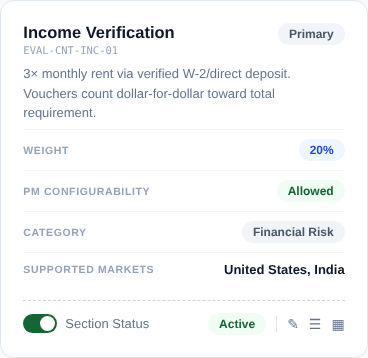 Income Verification
Primary
EVAL-CNT-INC-01
3× monthly rent via verified W-2/direct deposit.
Vouchers count dollar-for-dollar toward total
requirement.
WEIGHT
20%
PM CONFIGURABILITY
Allowed
CATEGORY
Financial Risk
SUPPORTED MARKETS
United States, India
Section Status
Active